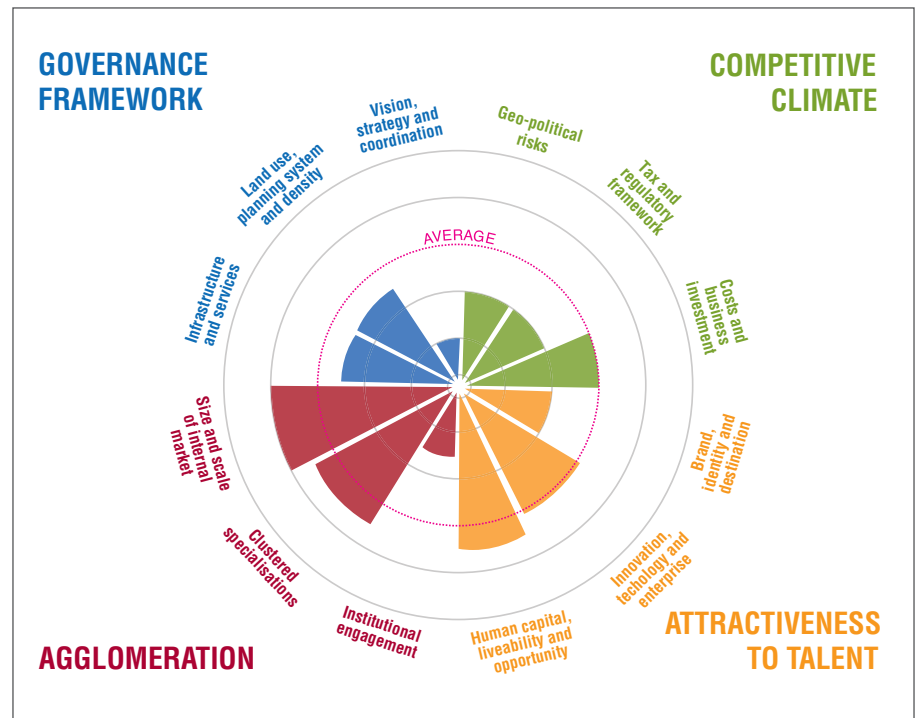 GOVERNANCE
FRAMEWORK
COMPETITIVE
CLIMATE
Vision,
strategy and
coordination
Geo-political
risks
Land use,
planning system
and density
Tax and
regulatory
framework
AVERAGE
Infrastructure
and services
Costs and
business
investment
Size and scale
of internal
market
Brand,
identity and
destination
Clustered
specialisations
Innovation,
techology and
enterprise
Institutional
engagement
Human capital,
liveability and
opportunity
AGGLOMERATION
ATTRACTIVENESS
TO TALENT